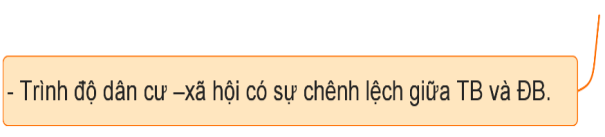 - Trình độ dân cư –xã hội có sự chênh lệch giữa TB và ĐB.